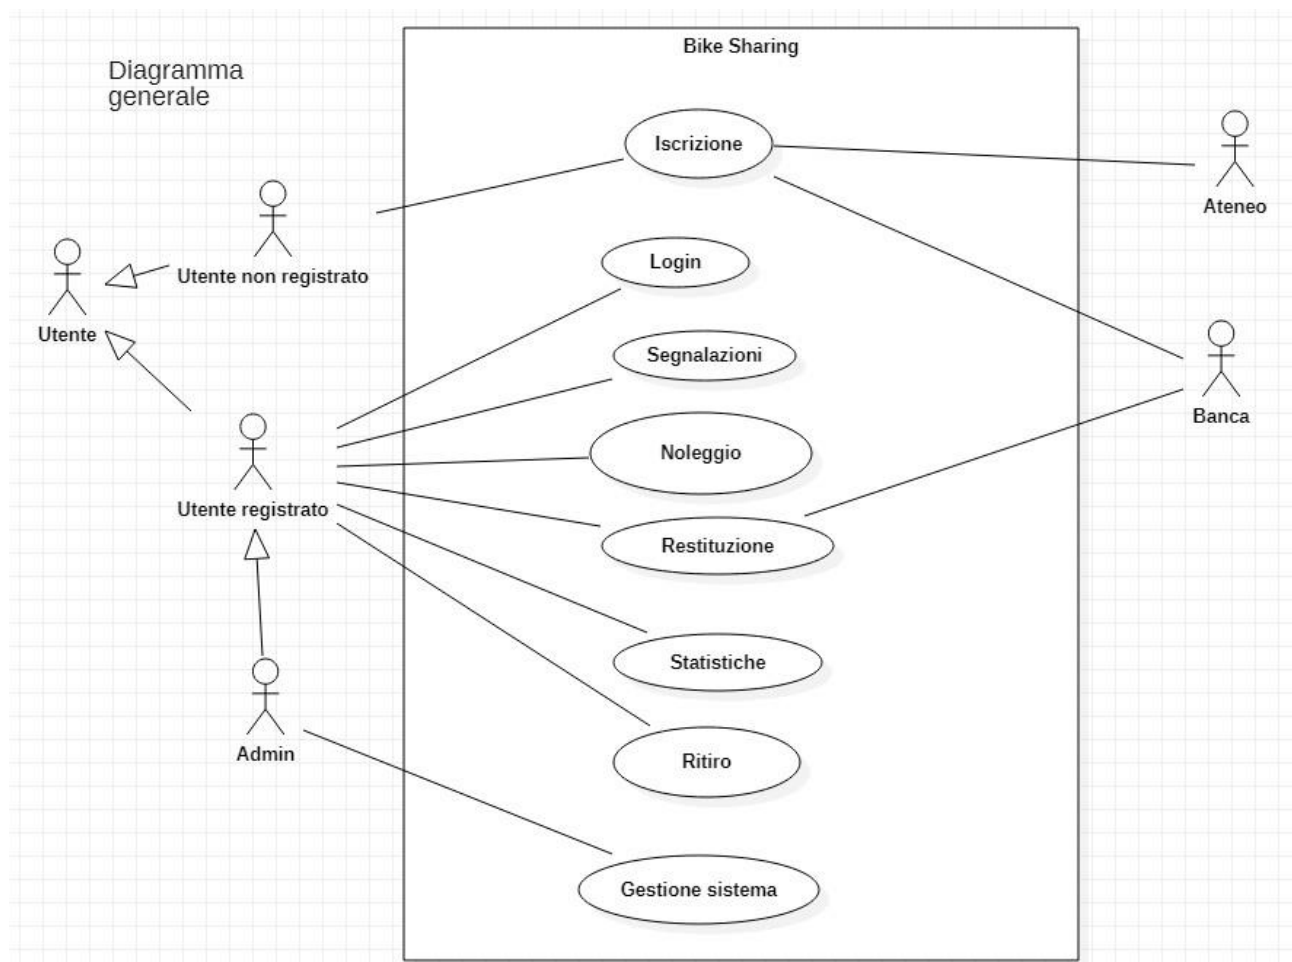 Bike Sharing
Diagramma
generale
Iscrizione
Ateneo
Utente non registrato
Login
Utente
Segnalazioni
Banca
Noleggio
Utente registrato
Restituzione
Statistiche
Admin
Ritiro
Gestione sistema